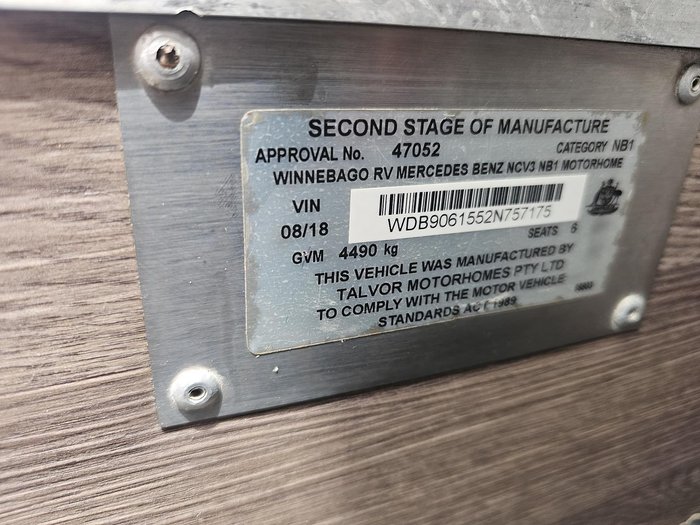 SECOND STAGE OF MANUFACTURE
APPROVAL No. 47052 CATEGORY NB1
WINNEBAGO RV MERCEDES BENZ NCV3 NB1 MOTORHOME
VIN
WDB9061552N757175
08/18 SEATS 6
GVM 4490 kg
THIS VEHICLE WAS MANUFACTURED BY
TALVOR MOTORHOMES PTY LTD
TO COMPLY WITH THE MOTOR VEHICLE
STANDARDS ACT 1989